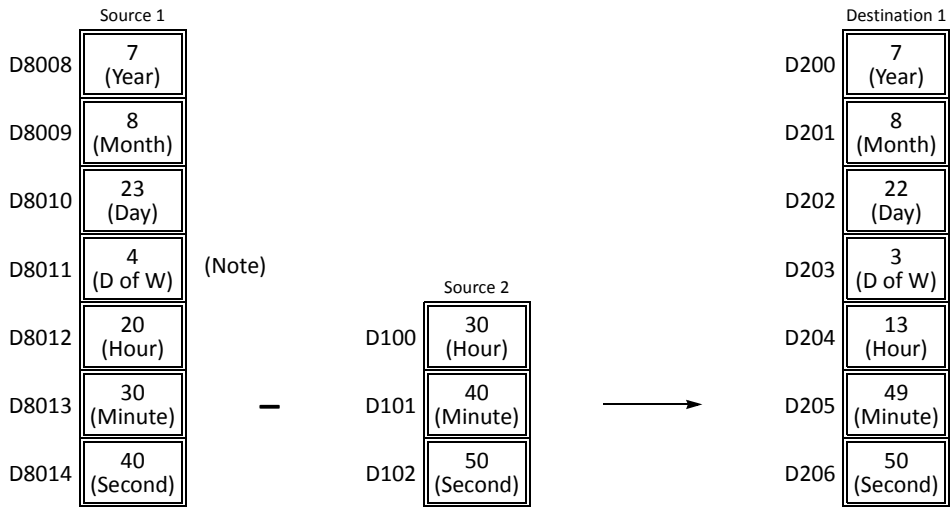 Source 1
D8008
7
(Year)
D8009
8
(Month)
D8010
23
(Day)
D8011
4
(D of W)
(Note)
D8012
20
(Hour)
D8013
30
(Minute)
D8014
40
(Second)
–
Source 2
D100
30
(Hour)
D101
40
(Minute)
D102
50
(Second)
Destination 1
D200
7
(Year)
D201
8
(Month)
D202
22
(Day)
D203
3
(D of W)
D204
13
(Hour)
D205
49
(Minute)
D206
50
(Second)